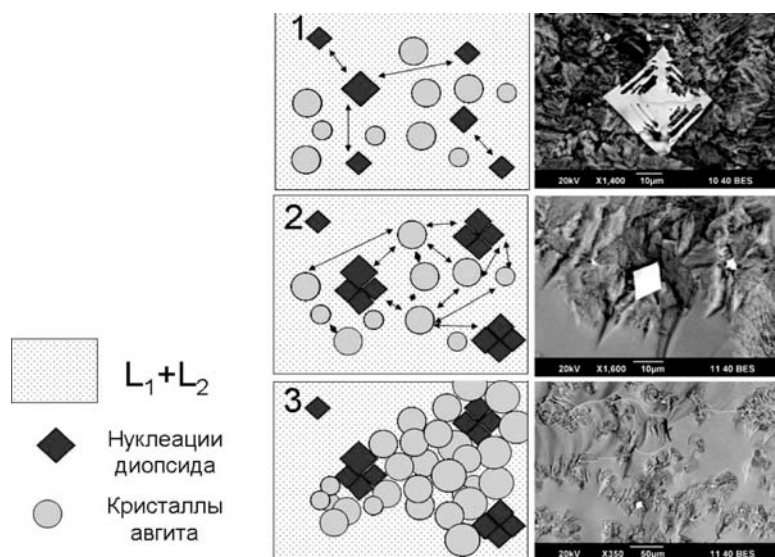 1
20kV X1,400 10µm 10 40 BES
2
20kV X1,600 10µm 11 40 BES
3
20kV X350 50µm 11 40 BES
L₁+L₂
Нуклеации
диопсида
Кристаллы
авгита